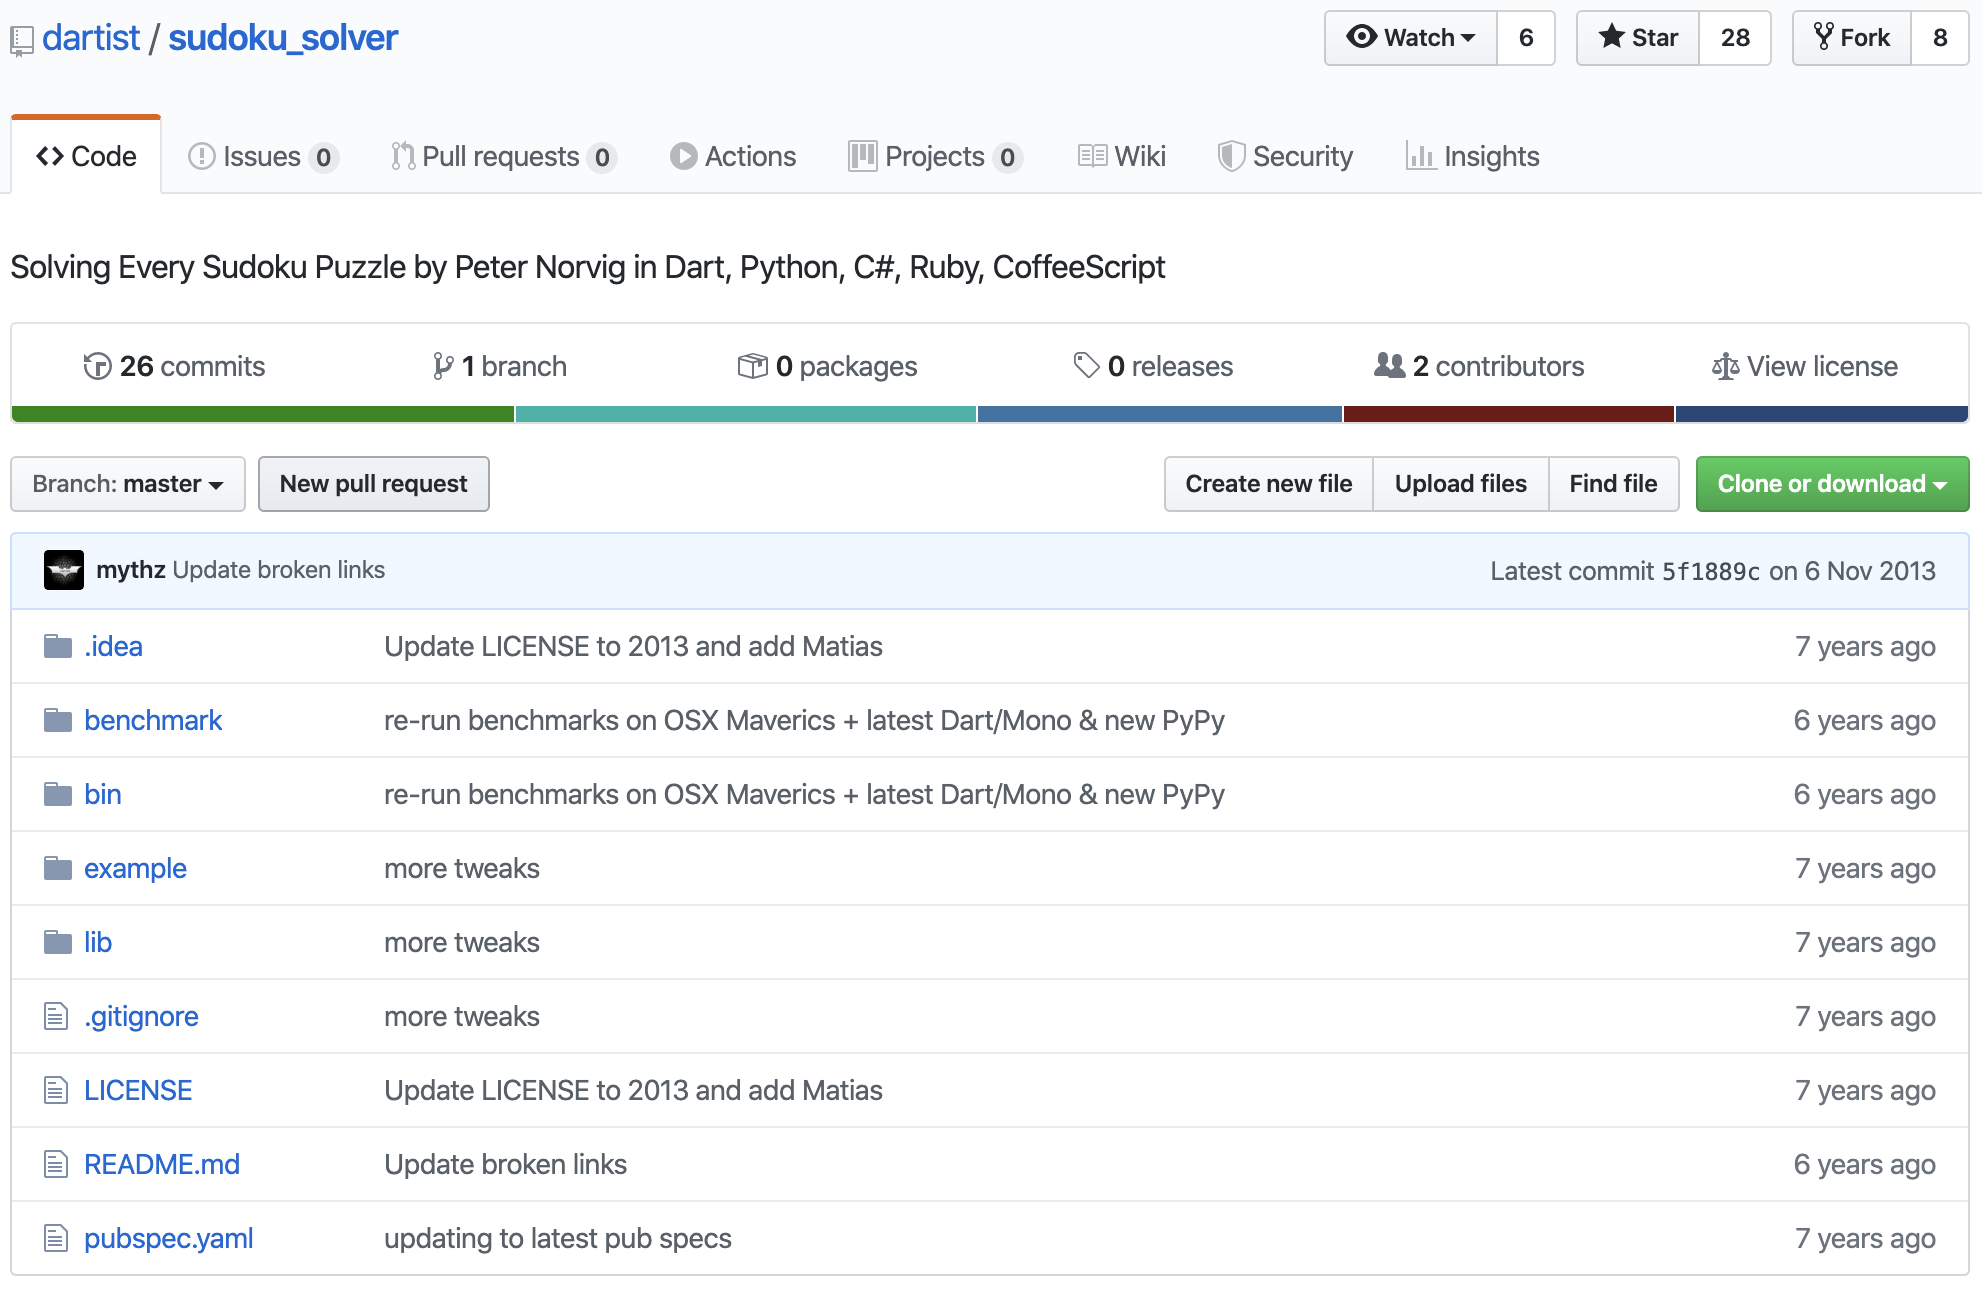 dartist / sudoku_solver
Watch 6 Star 28 Fork 8
Code Issues 0 Pull requests 0 Actions Projects 0 Wiki Security Insights
Solving Every Sudoku Puzzle by Peter Norvig in Dart, Python, C#, Ruby, CoffeeScript
26 commits 1 branch 0 packages 0 releases 2 contributors View license
Branch: master New pull request Create new file Upload files Find file Clone or download
mythz Update broken links Latest commit 5f1889c on 6 Nov 2013
.idea Update LICENSE to 2013 and add Matias 7 years ago
benchmark re-run benchmarks on OSX Maverics + latest Dart/Mono & new PyPy 6 years ago
bin re-run benchmarks on OSX Maverics + latest Dart/Mono & new PyPy 6 years ago
example more tweaks 7 years ago
lib more tweaks 7 years ago
.gitignore more tweaks 7 years ago
LICENSE Update LICENSE to 2013 and add Matias 7 years ago
README.md Update broken links 6 years ago
pubspec.yaml updating to latest pub specs 7 years ago